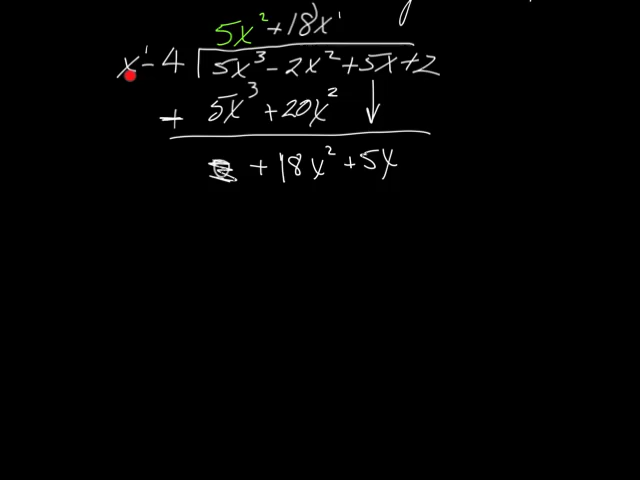 5x² + 18x¹
x¹ - 4 √5x³ - 2x² + 5x + 2
+ 5x³ + 20x²
+ 18x² + 5x